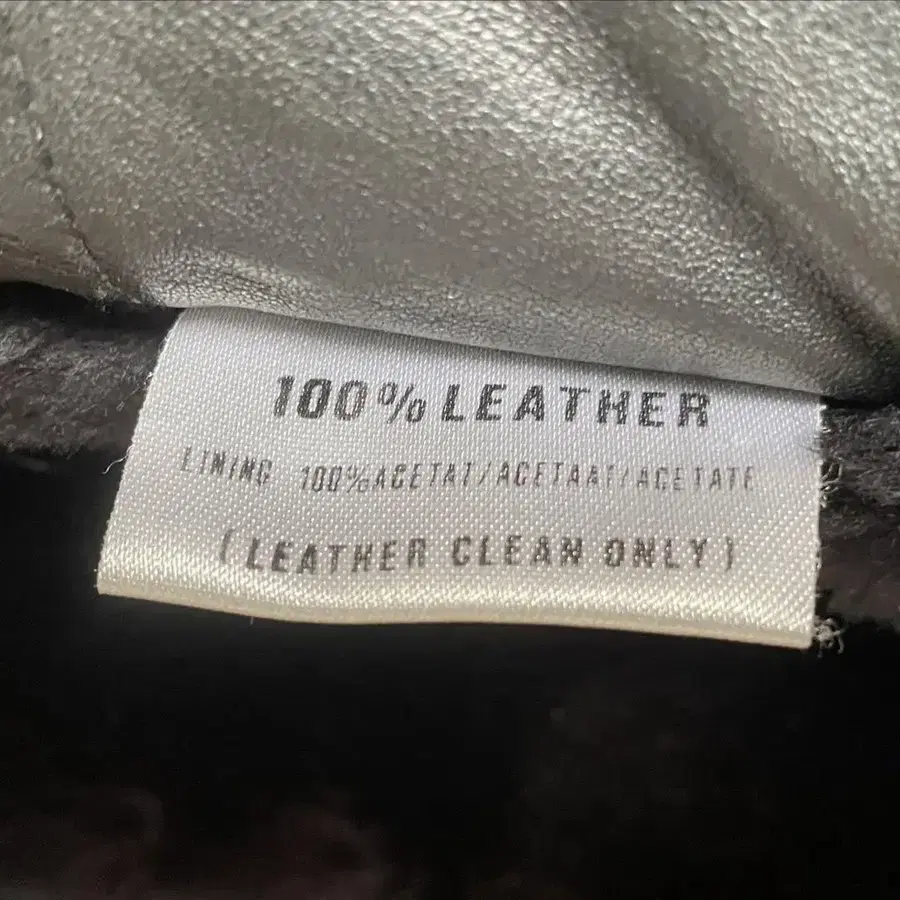 100% LEATHER
LINING 100% ACETAT/ACETAAT/ACETATE
(LEATHER CLEAN ONLY)